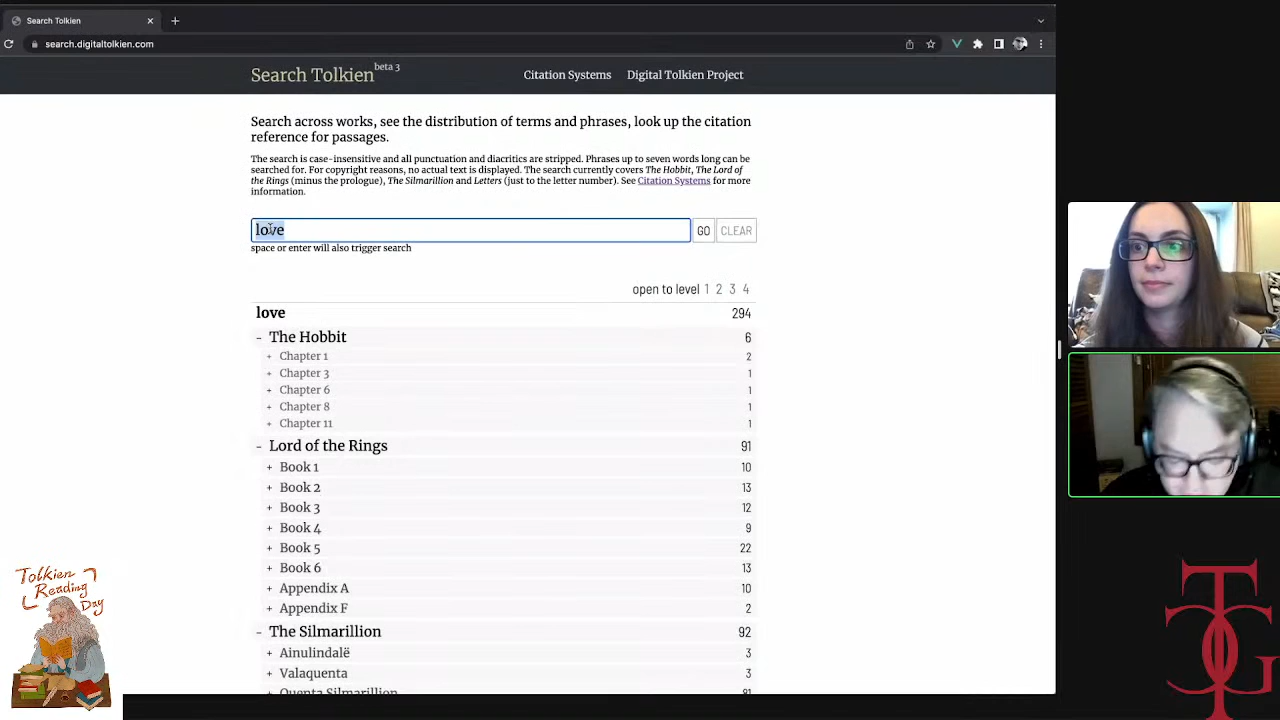 Search Tolkien
search.digitaltolkien.com
Search Tolkien beta 3
Citation Systems Digital Tolkien Project
Search across works, see the distribution of terms and phrases, look up the citation
reference for passages.
The search is case-insensitive and all punctuation and diacritics are stripped. Phrases up to seven words long can be
searched for. For copyright reasons, no actual text is displayed. The search currently covers The Hobbit, The Lord of
the Rings (minus the prologue), The Silmarillion and Letters (just to the letter number). See Citation Systems for more
information.
love
GO CLEAR
space or enter will also trigger search
open to level 1 2 3 4
love 294
- The Hobbit 6
+ Chapter 1 2
+ Chapter 3 1
+ Chapter 6 1
+ Chapter 8 1
+ Chapter 11 1
- Lord of the Rings 91
+ Book 1 10
+ Book 2 13
+ Book 3 12
+ Book 4 9
+ Book 5 22
+ Book 6 13
+ Appendix A 10
+ Appendix F 2
- The Silmarillion 92
+ Ainulindalë 3
+ Valaquenta 3
+ Quenta Silmarillion 81
Tolkien
Reading
Day